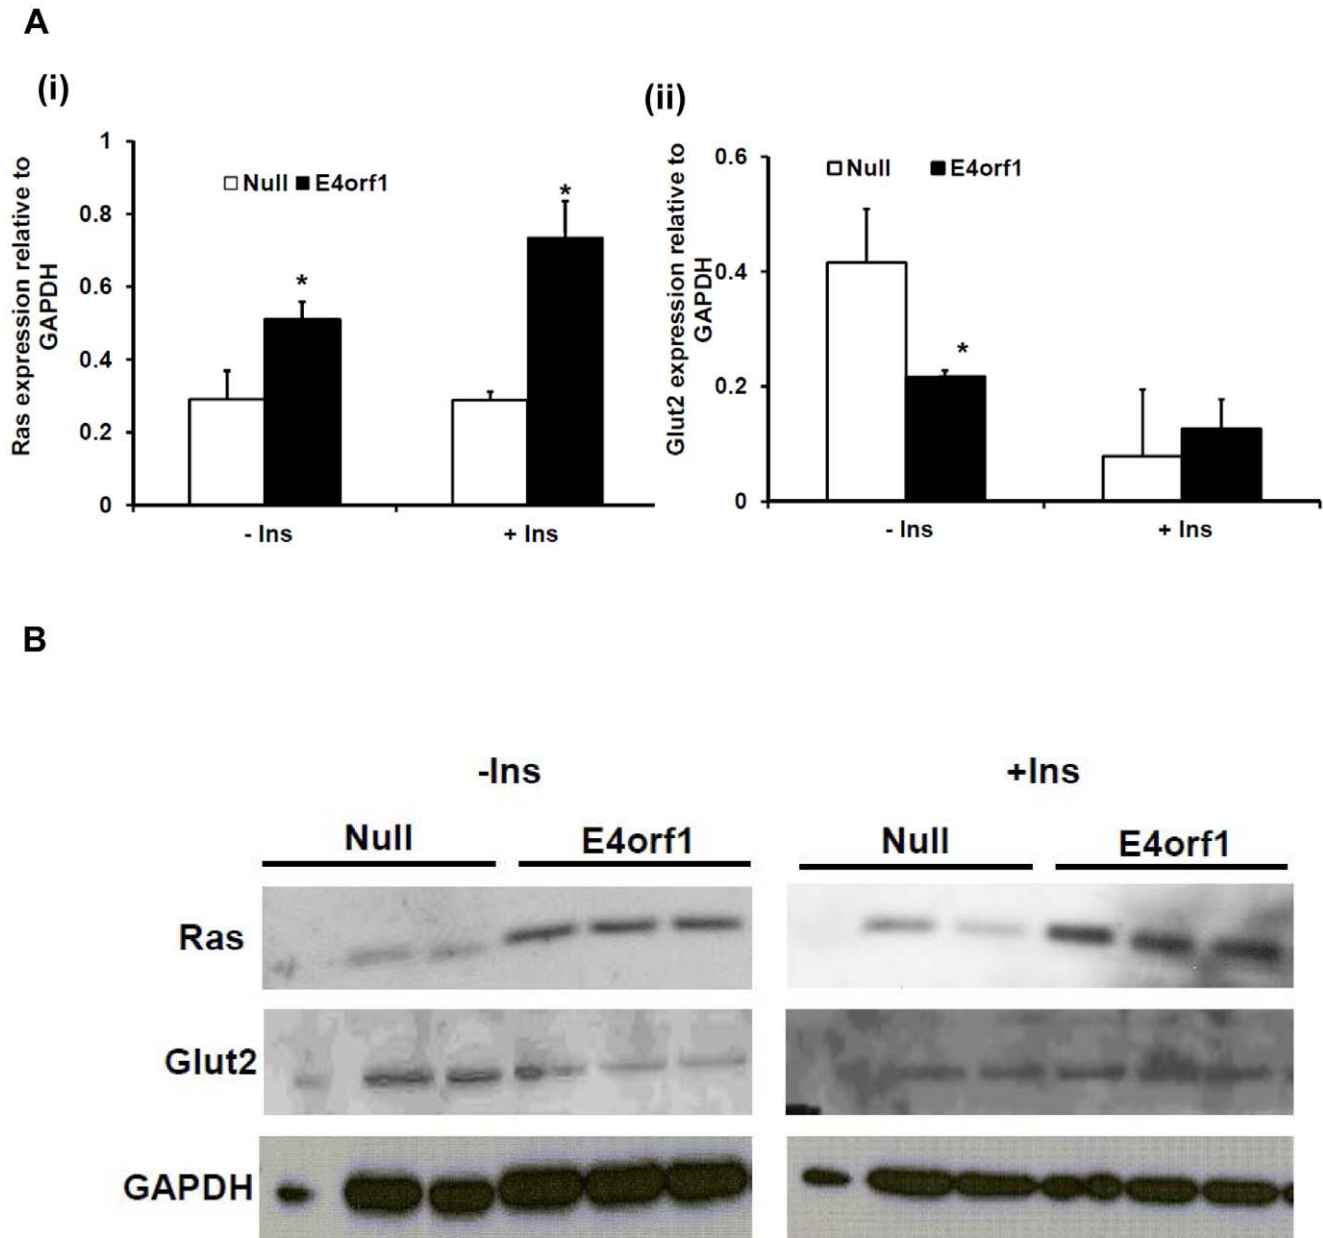 A
(i)
Ras expression relative to
GAPDH
1
0.8
0.6
0.4
0.2
0
Null E4orf1
*
*
- Ins
+ Ins
(ii)
Glut2 expression relative to
GAPDH
0.6
0.4
0.2
0
Null E4orf1
*
- Ins
+ Ins
B
-Ins
+Ins
Null E4orf1
Null E4orf1
Ras
Glut2
GAPDH